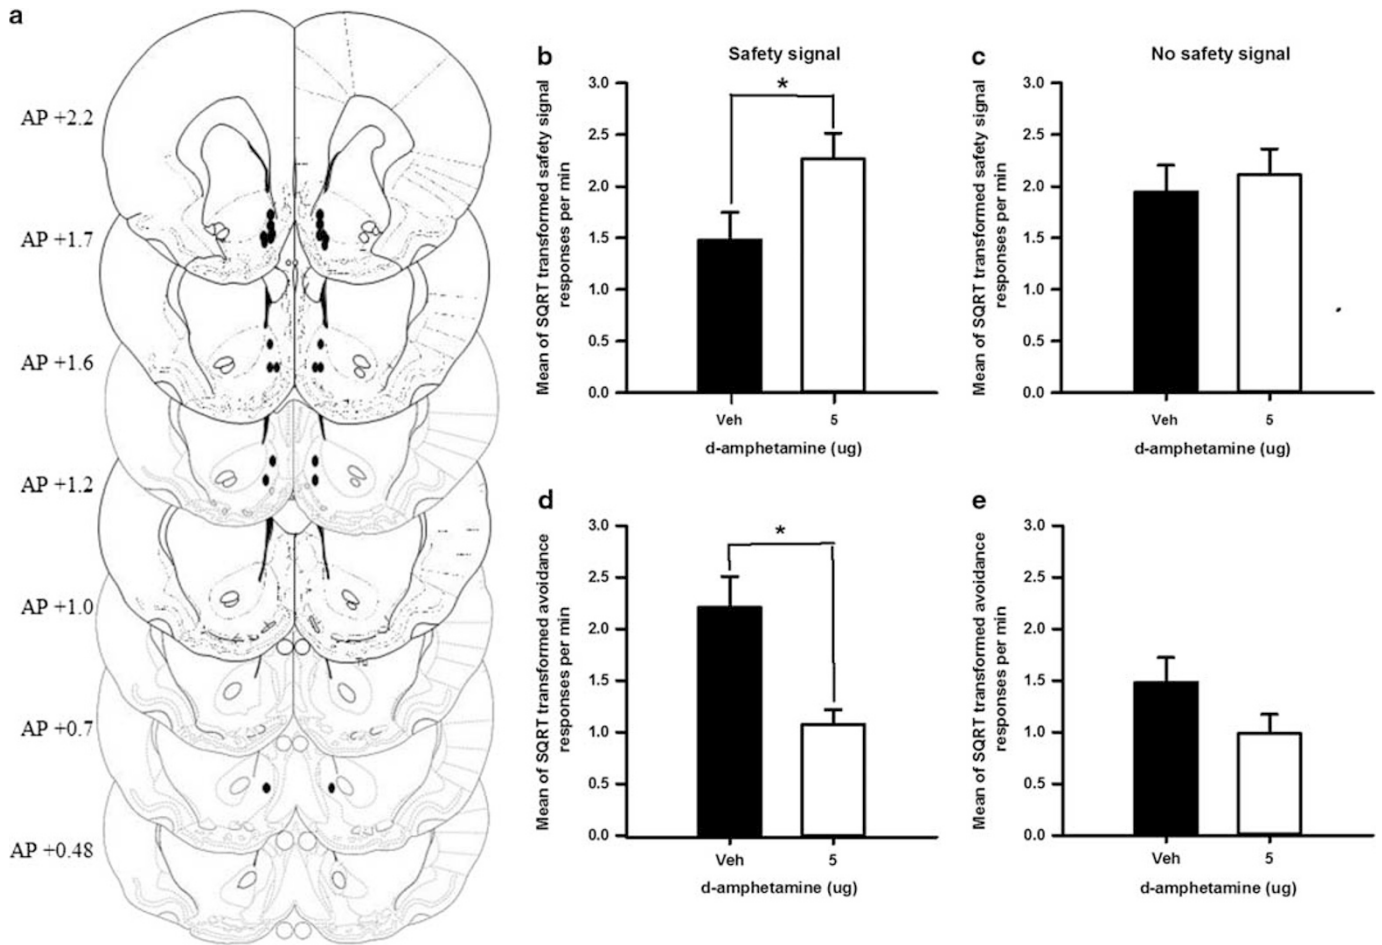 a
AP +2.2
AP +1.7
AP +1.6
AP +1.2
AP +1.0
AP +0.7
AP +0.48
Tu
b
Safety signal
Mean of SQRT transformed safety signal
responses per min
3.0
2.5
2.0
1.5
1.0
0.5
0.0
*
Veh
5
d-amphetamine (ug)
c
No safety signal
Mean of SQRT transformed safety signal
responses per min
3.0
2.5
2.0
1.5
1.0
0.5
0.0
Veh
5
d-amphetamine (ug)
d
Mean of SQRT transformed avoidance
responses per min
3.0
2.5
2.0
1.5
1.0
0.5
0.0
*
Veh
5
d-amphetamine (ug)
e
Mean of SQRT transformed avoidance
responses per min
3.0
2.5
2.0
1.5
1.0
0.5
0.0
Veh
5
d-amphetamine (ug)